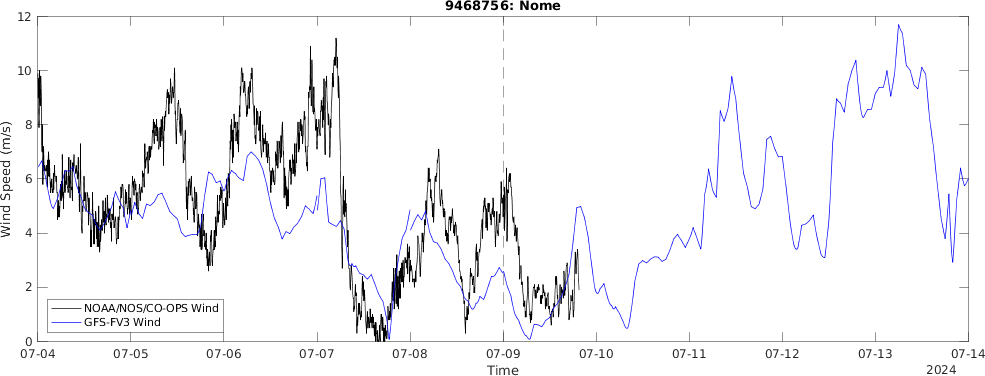 9468756: Nome
Wind Speed (m/s)
12
10
8
6
4
2
0
NOAA/NOS/CO-OPS Wind
GFS-FV3 Wind
07-04 07-05 07-06 07-07 07-08 07-09 07-10 07-11 07-12 07-13 07-14
Time
2024